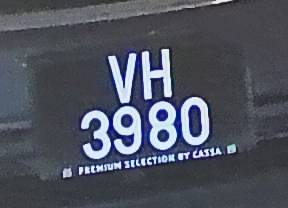 VH
3980
PREMIUM SELECTION BY CASSA